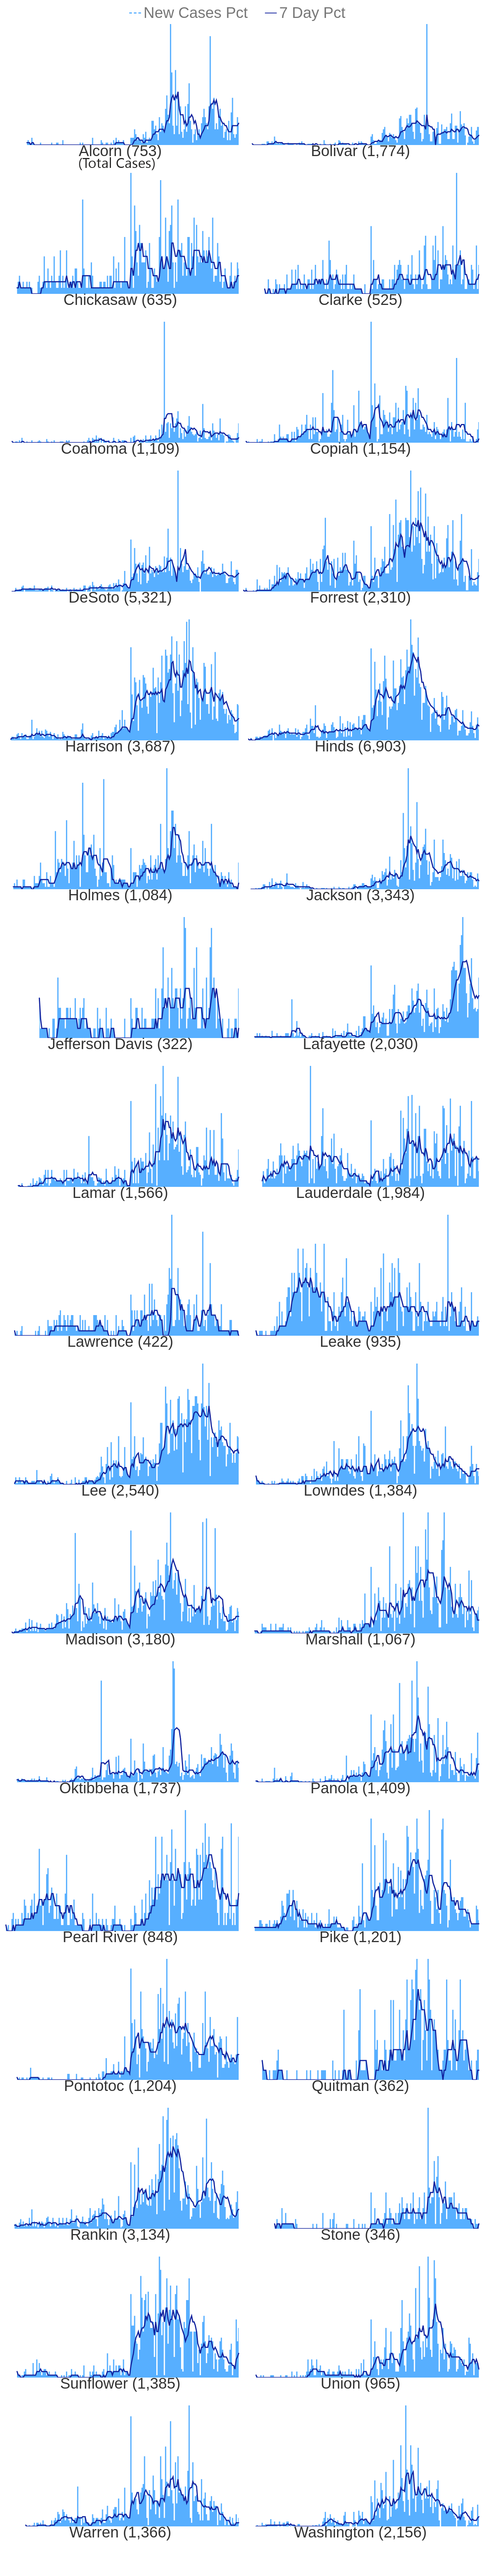 New Cases Pct 7 Day Pct
Alcorn (753) Bolivar (1,774)
(Total Cases)
Chickasaw (635) Clarke (525)
Coahoma (1,109) Copiah (1,154)
DeSoto (5,321) Forrest (2,310)
Harrison (3,687) Hinds (6,903)
Holmes (1,084) Jackson (3,343)
Jefferson Davis (322) Lafayette (2,030)
Lamar (1,566) Lauderdale (1,984)
Lawrence (422) Leake (935)
Lee (2,540) Lowndes (1,384)
Madison (3,180) Marshall (1,067)
Oktibbeha (1,737) Panola (1,409)
Pearl River (848) Pike (1,201)
Pontotoc (1,204) Quitman (362)
Rankin (3,134) Stone (346)
Sunflower (1,385) Union (965)
Warren (1,366) Washington (2,156)